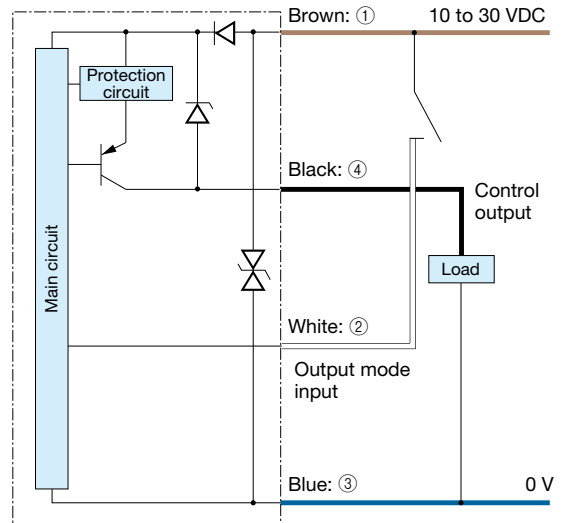 Brown: ① 10 to 30 VDC
Protection
circuit
Black: ④
Control
output
Main circuit
Load
White: ②
Output mode
input
Blue: ③ 0 V